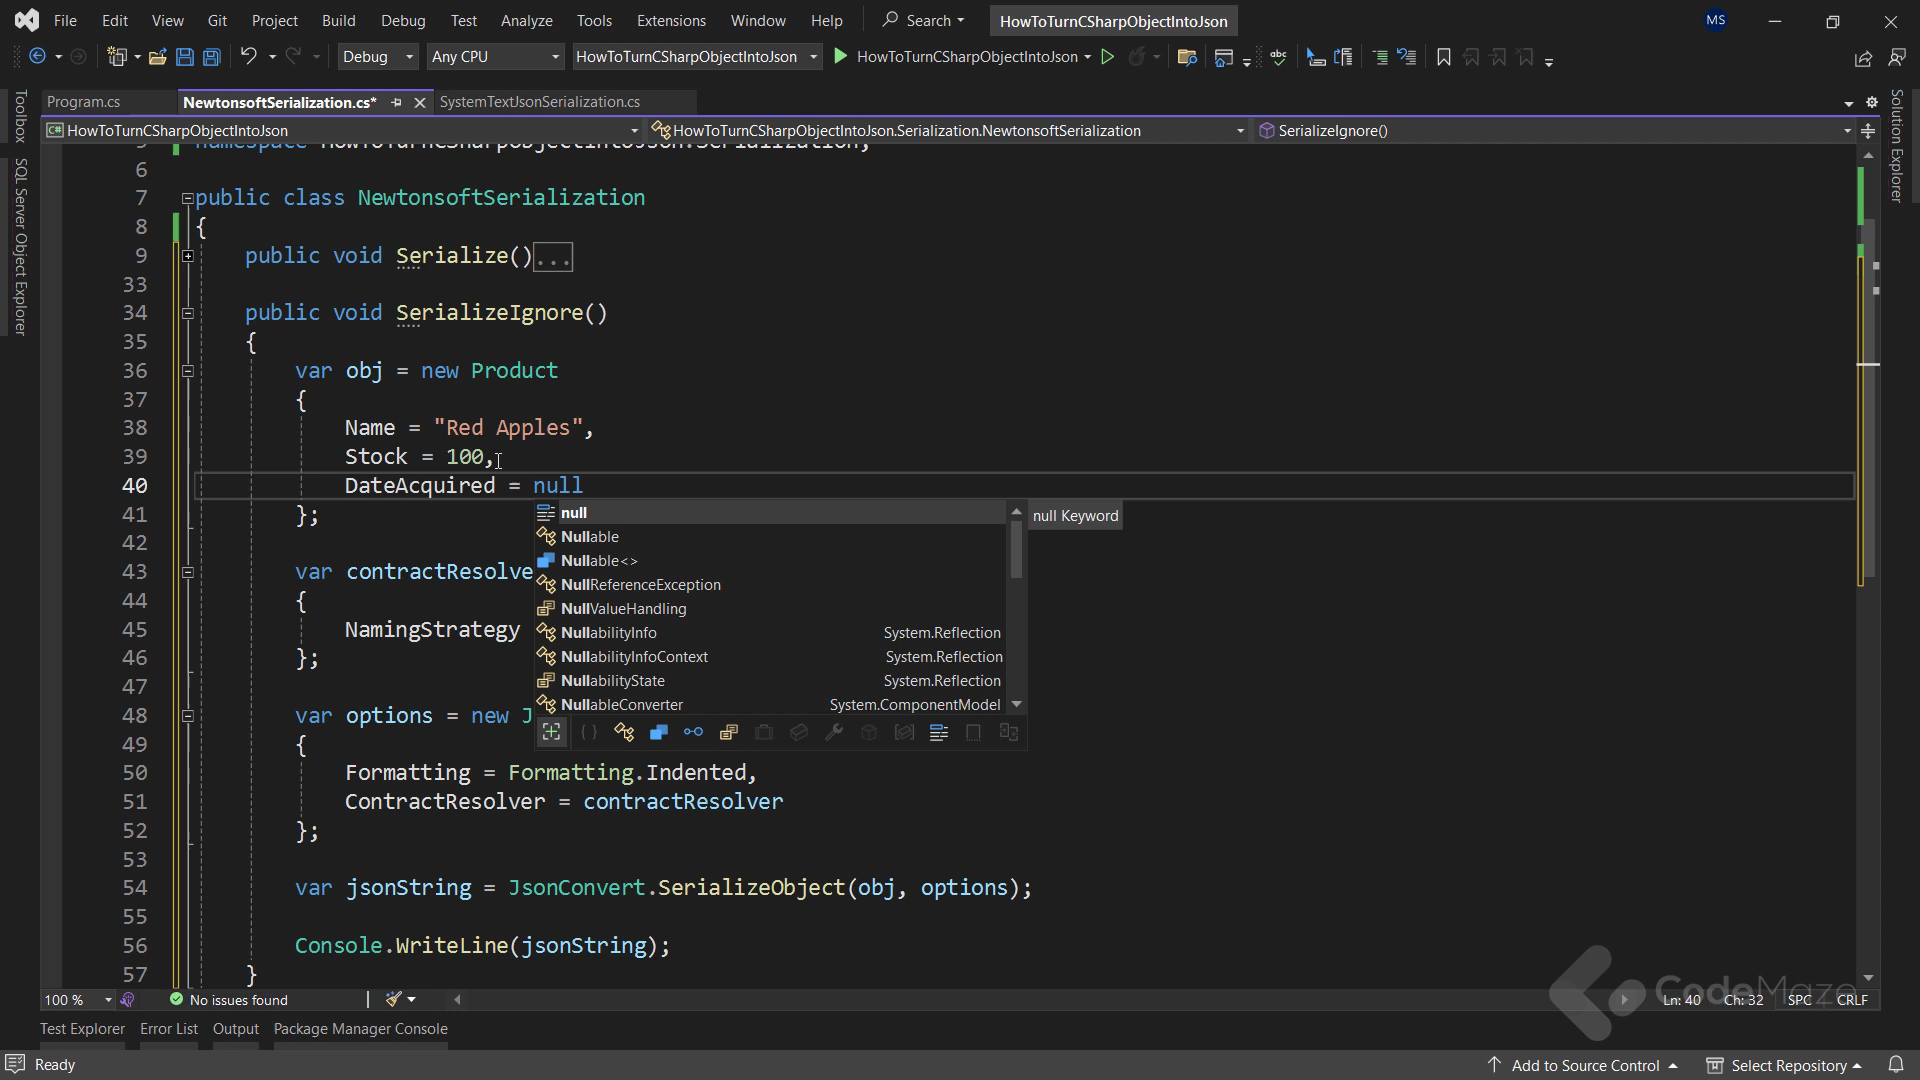 File Edit View Git Project Build Debug Test Analyze Tools Extensions Window Help Search HowToTurnCSharpObjectIntoJson MS
Debug Any CPU HowToTurnCSharpObjectIntoJson HowToTurnCSharpObjectIntoJson
Program.cs NewtonsoftSerialization.cs* SystemTextJsonSerialization.cs
HowToTurnCSharpObjectIntoJson HowToTurnCSharpObjectIntoJson.Serialization.NewtonsoftSerialization SerializeIgnore()
Toolbox
SQL Server Object Explorer
Solution Explorer
5 namespace HowToTurnCSharpObjectIntoJson.Serialization;
6
7 public class NewtonsoftSerialization
8 {
9 public void Serialize()...
33
34 public void SerializeIgnore()
35 {
36 var obj = new Product
37 {
38 Name = "Red Apples",
39 Stock = 100,
40 DateAcquired = null
41 };
42
43 var contractResolve
44 {
45 NamingStrategy
46 };
47
48 var options = new J
49 {
50 Formatting = Formatting.Indented,
51 ContractResolver = contractResolver
52 };
53
54 var jsonString = JsonConvert.SerializeObject(obj, options);
55
56 Console.WriteLine(jsonString);
57 }
null
Nullable
Nullable<>
NullReferenceException
NullValueHandling
NullabilityInfo System.Reflection
NullabilityInfoContext System.Reflection
NullabilityState System.Reflection
NullableConverter System.ComponentModel
null Keyword
100 % No issues found Ln: 40 Ch: 32 SPC CRLF
CodeMaze
Test Explorer Error List Output Package Manager Console
Ready Add to Source Control Select Repository